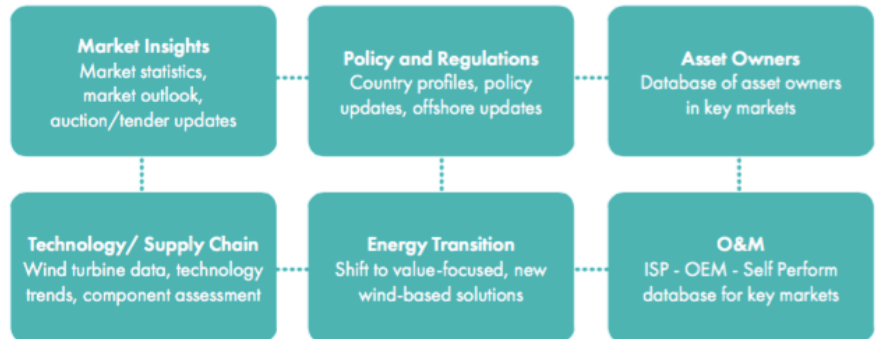 Market Insights
Market statistics,
market outlook,
auction/tender updates
Policy and Regulations
Country profiles, policy
updates, offshore updates
Asset Owners
Database of asset owners
in key markets
Technology/ Supply Chain
Wind turbine data, technology
trends, component assessment
Energy Transition
Shift to value-focused, new
wind-based solutions
O&M
ISP - OEM - Self Perform
database for key markets